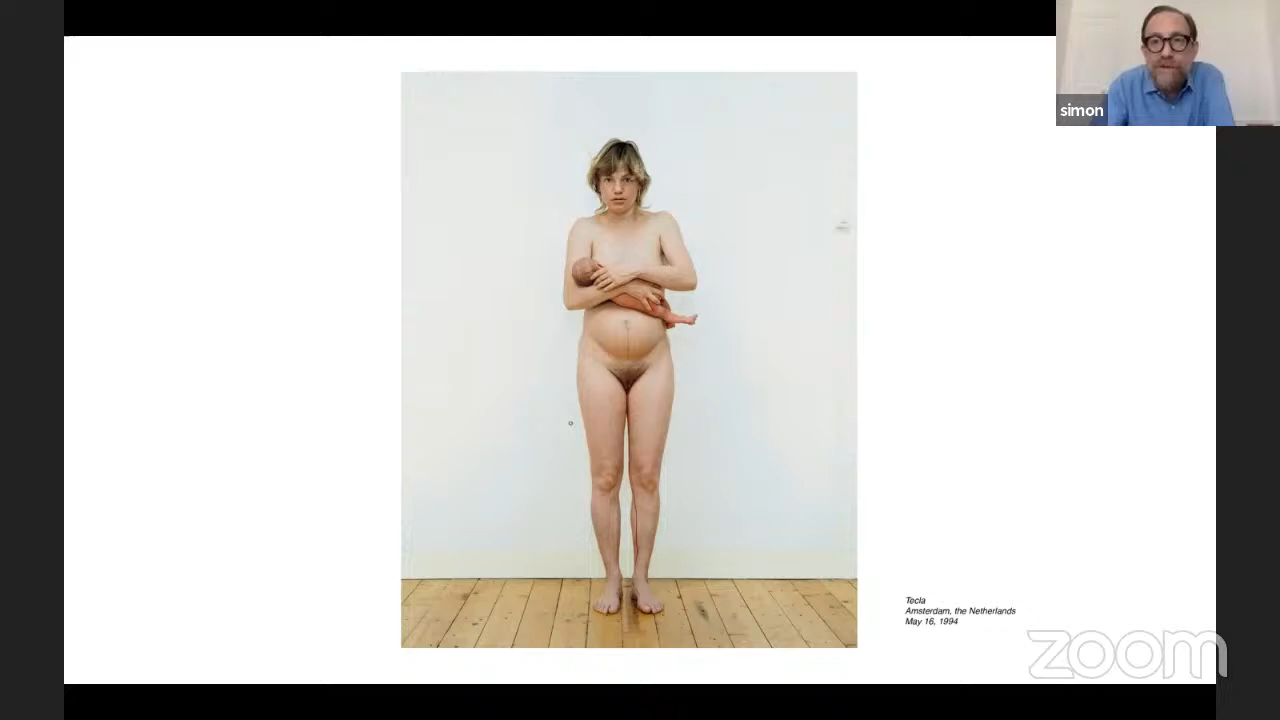 simon
Tecla
Amsterdam, the Netherlands
May 16, 1994
zoom